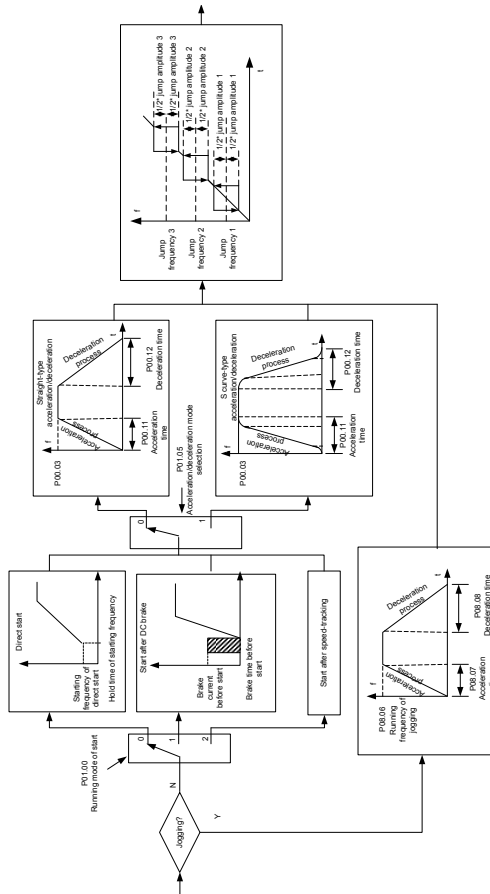 Jogging?
N
Y
P01.00
Running mode of start
0
1
2
Direct start
Starting
frequency of
direct start
Hold time of starting frequency
Start after DC brake
Brake
current
before start
Brake time before
start
Start after speed-tracking
P08.06
Running
frequency of
jogging
f
Acceleration
process
Deceleration
process
t
P08.07
Acceleration
P08.08
Deceleration time
0
1
P01.05
Acceleration/deceleration mode
selection
Straight-type
acceleration/deceleration
P00.03
f
Acceleration
process
Deceleration
process
t
P00.11
Acceleration
time
P00.12
Deceleration time
S curve-type
acceleration/deceleration
P00.03
f
Acceleration
process
Deceleration
process
t
P00.11
Acceleration
time
P00.12
Deceleration time
f
Jump
frequency 3
Jump
frequency 2
Jump
frequency 1
1/2* jump amplitude 3
1/2* jump amplitude 3
1/2* jump amplitude 2
1/2* jump amplitude 2
1/2* jump amplitude 1
1/2* jump amplitude 1
t